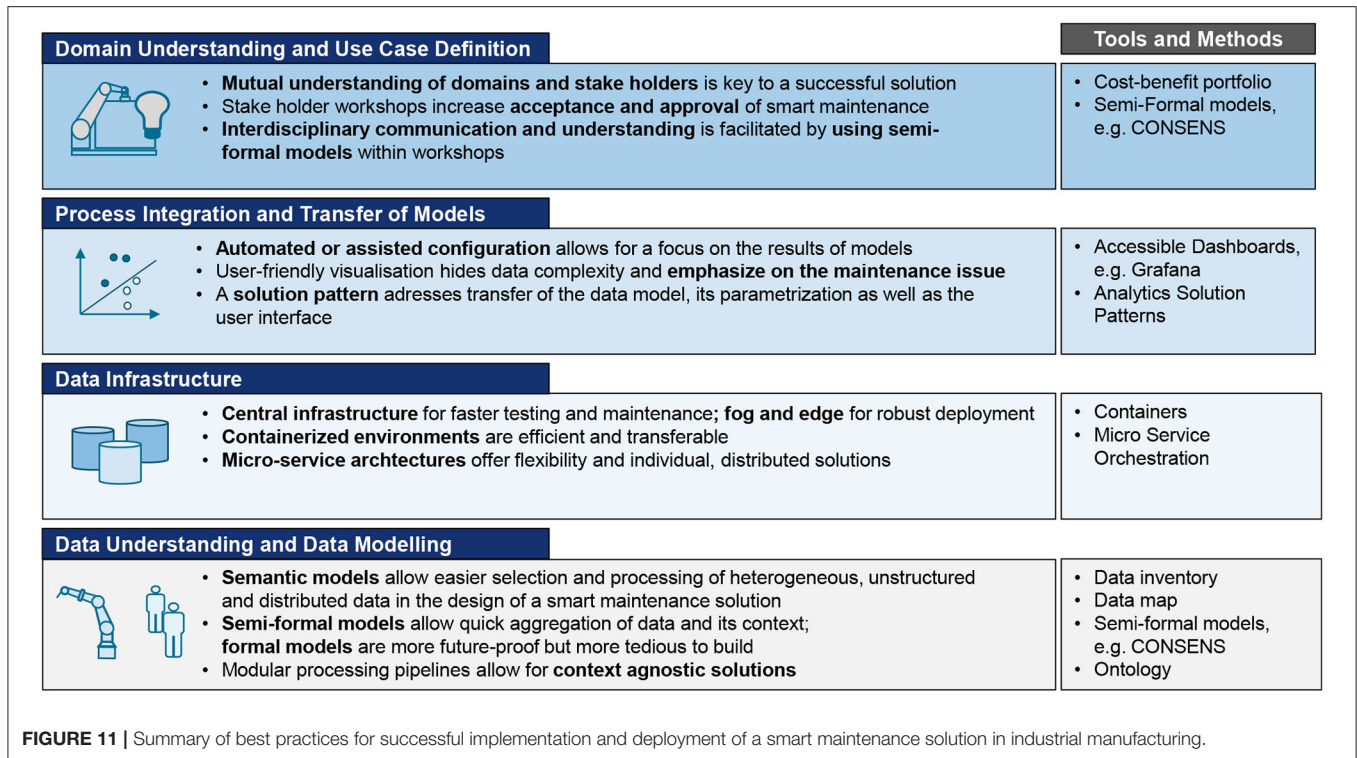 Domain Understanding and Use Case Definition
Tools and Methods
• Mutual understanding of domains and stake holders is key to a successful solution
• Stake holder workshops increase acceptance and approval of smart maintenance
• Interdisciplinary communication and understanding is facilitated by using semi-
formal models within workshops
• Cost-benefit portfolio
• Semi-Formal models,
e.g. CONSENS
Process Integration and Transfer of Models
• Automated or assisted configuration allows for a focus on the results of models
• User-friendly visualisation hides data complexity and emphasize on the maintenance issue
• A solution pattern adresses transfer of the data model, its parametrization as well as the
user interface
• Accessible Dashboards,
e.g. Grafana
• Analytics Solution
Patterns
Data Infrastructure
• Central infrastructure for faster testing and maintenance; fog and edge for robust deployment
• Containerized environments are efficient and transferable
• Micro-service archtectures offer flexibility and individual, distributed solutions
• Containers
• Micro Service
Orchestration
Data Understanding and Data Modelling
• Semantic models allow easier selection and processing of heterogeneous, unstructured
and distributed data in the design of a smart maintenance solution
• Semi-formal models allow quick aggregation of data and its context;
formal models are more future-proof but more tedious to build
• Modular processing pipelines allow for context agnostic solutions
• Data inventory
• Data map
• Semi-formal models,
e.g. CONSENS
• Ontology
FIGURE 11 | Summary of best practices for successful implementation and deployment of a smart maintenance solution in industrial manufacturing.